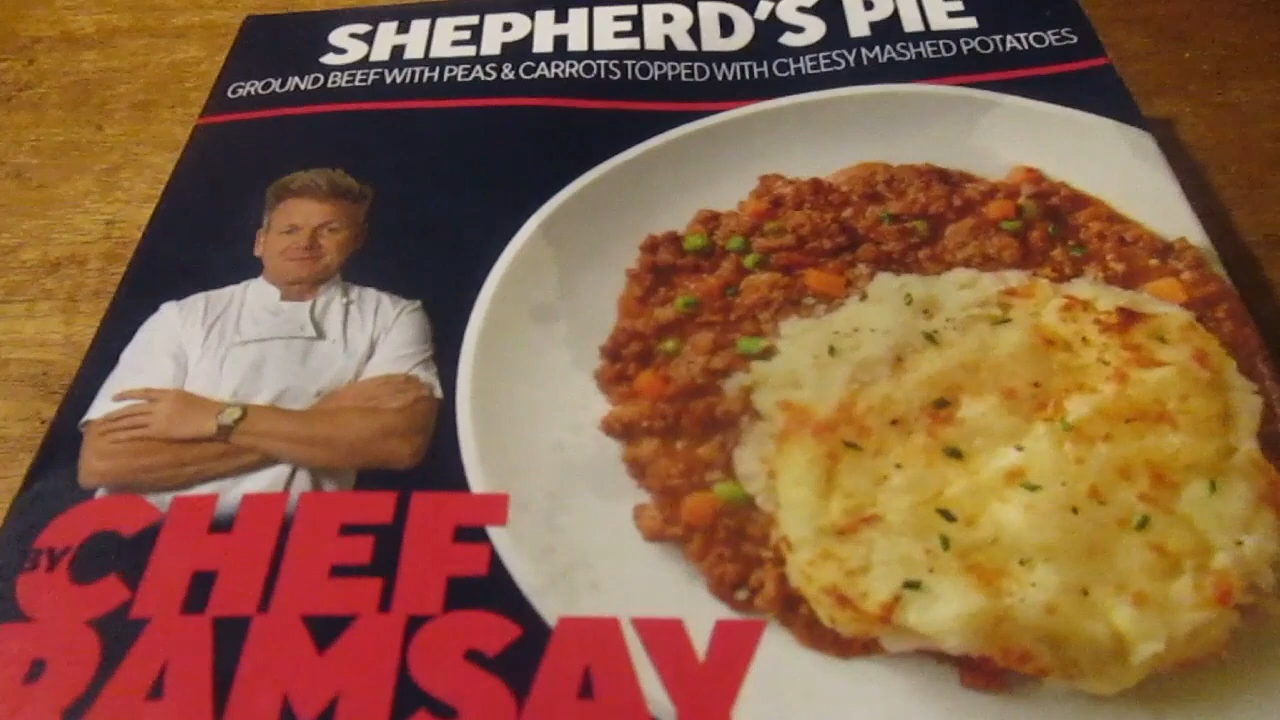 SHEPHERD'S PIE
GROUND BEEF WITH PEAS & CARROTS TOPPED WITH CHEESY MASHED POTATOES
BY CHEF
RAMSAY